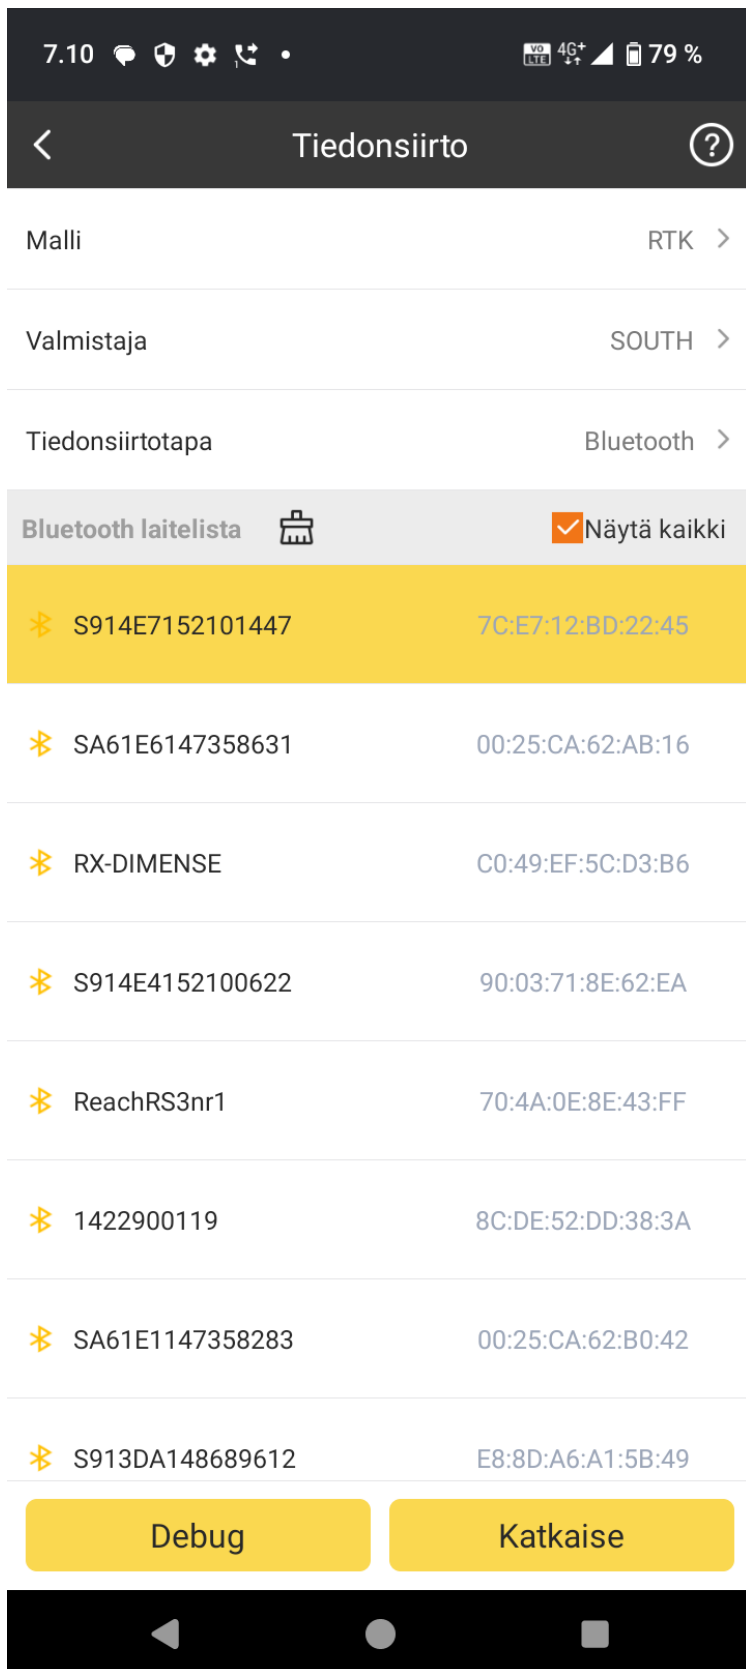 7.10 1 VO LTE 4G+ 79 %
Tiedonsiirto ?
Malli RTK
Valmistaja SOUTH
Tiedonsiirtotapa Bluetooth
Bluetooth laitelista Näytä kaikki
S914E7152101447 7C:E7:12:BD:22:45
SA61E6147358631 00:25:CA:62:AB:16
RX-DIMENSE C0:49:EF:5C:D3:B6
S914E4152100622 90:03:71:8E:62:EA
ReachRS3nr1 70:4A:0E:8E:43:FF
1422900119 8C:DE:52:DD:38:3A
SA61E1147358283 00:25:CA:62:B0:42
S913DA148689612 E8:8D:A6:A1:5B:49
Debug Katkaise